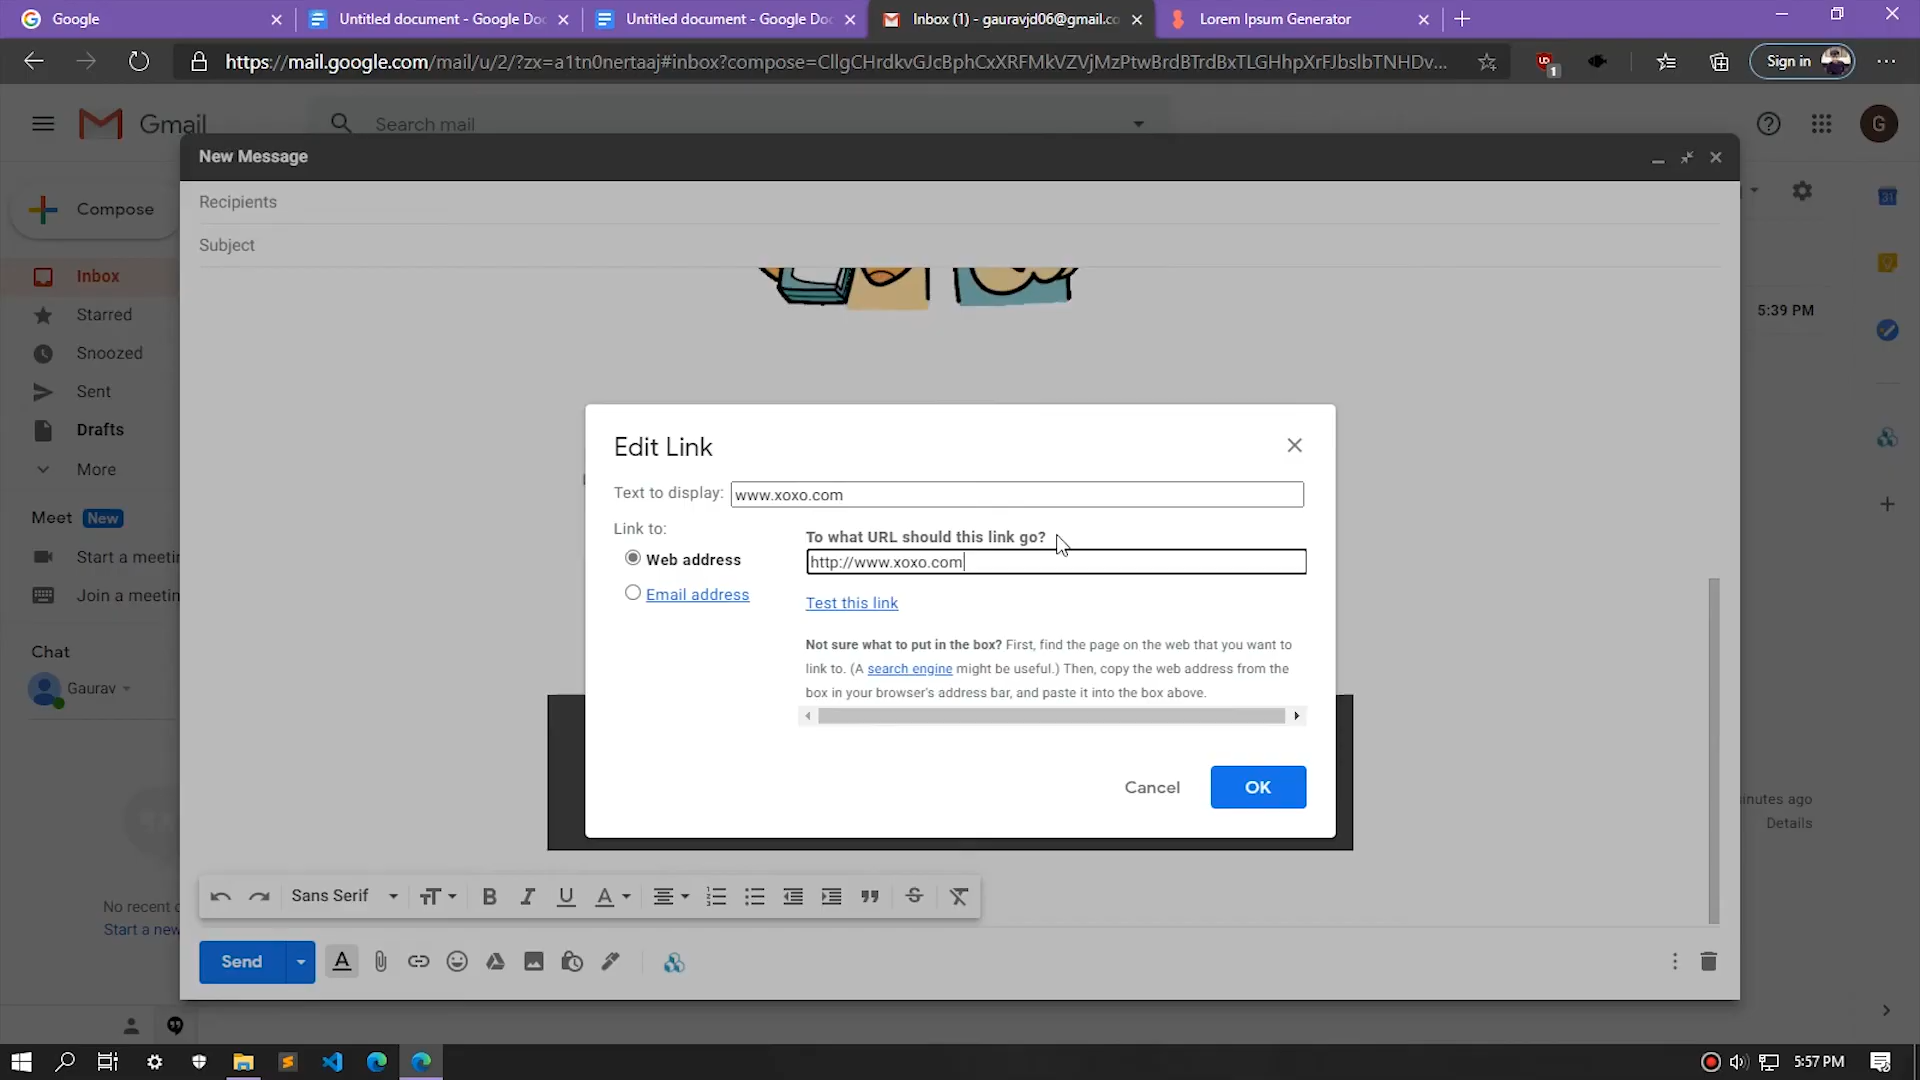 Google
Untitled document - Google Doc
Untitled document - Google Doc
Inbox (1) - gauravjd06@gmail.co
Lorem Ipsum Generator
https://mail.google.com/mail/u/2/?zx=a1tn0nertaaj#inbox?compose=CllgCHrdkvGJcBphCxXRFMkVZVjMzPtwBrdBTrdBxTLGHhpXrFJbslbTNHDv...
1
Sign in
Gmail
Search mail
G
New Message
Recipients
Compose
Subject
Inbox
Starred
5:39 PM
Snoozed
Sent
Drafts
More
Edit Link
Text to display: www.xoxo.com
Link to:
To what URL should this link go?
Web address
http://www.xoxo.com
Email address
Test this link
Not sure what to put in the box? First, find the page on the web that you want to
link to. (A search engine might be useful.) Then, copy the web address from the
box in your browser's address bar, and paste it into the box above.
Cancel
OK
Meet New
Start a meetin
Join a meetin
Chat
Gaurav
31
inutes ago
Details
No recent c
Start a new
Sans Serif
Send
5:57 PM